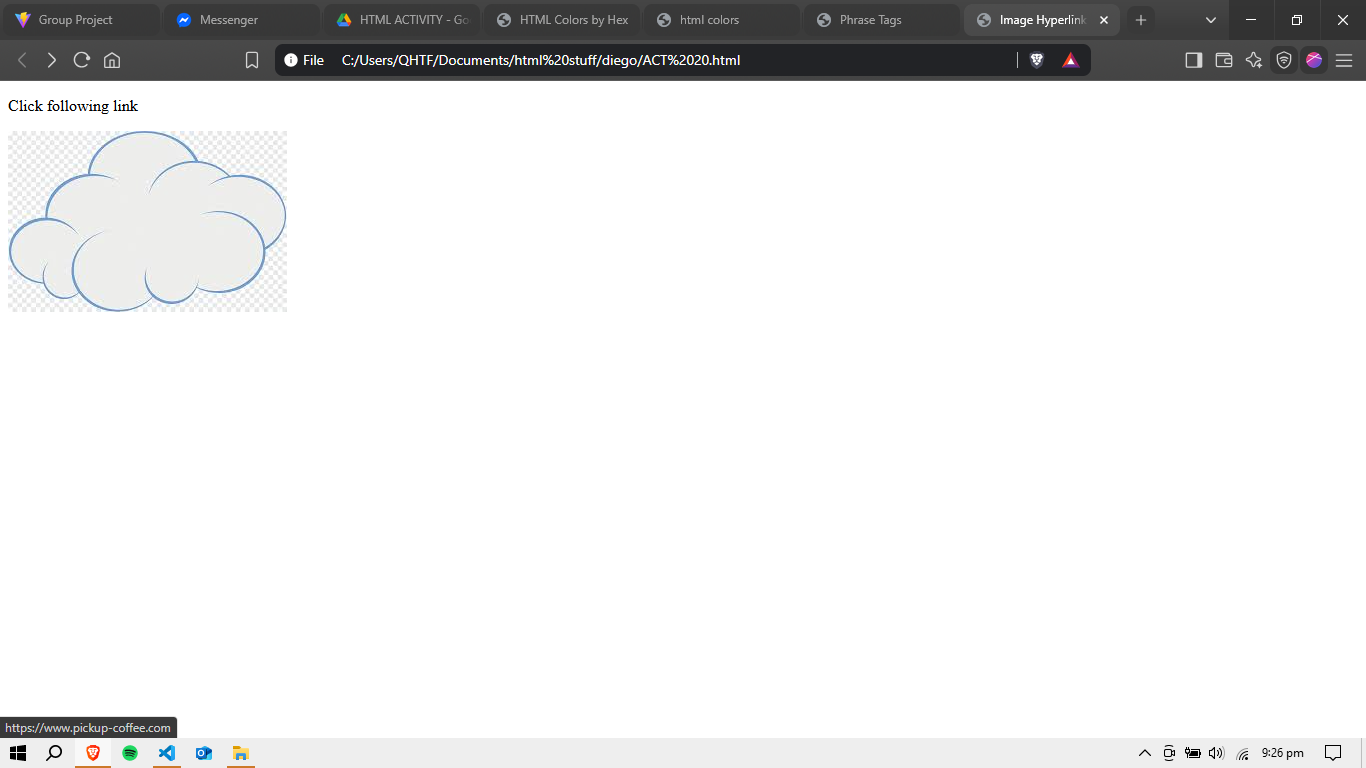 Group Project
Messenger
HTML ACTIVITY - Go
HTML Colors by Hex
html colors
Phrase Tags
Image Hyperlink
File C:/Users/QHTF/Documents/html%20stuff/diego/ACT%2020.html
Click following link
https://www.pickup-coffee.com
9:26 pm